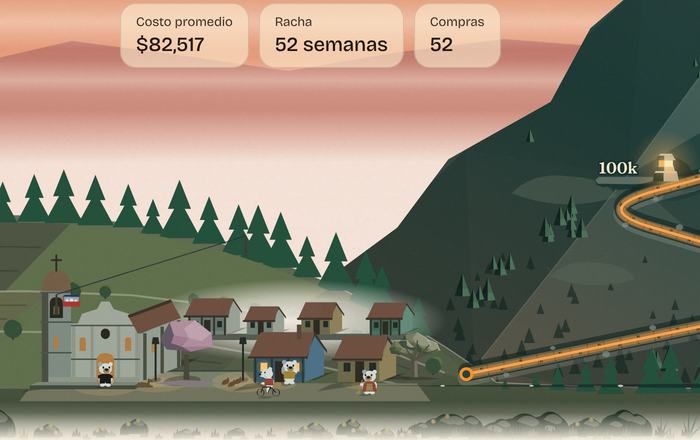 Costo promedio
$82,517
Racha
52 semanas
Compras
52
100k